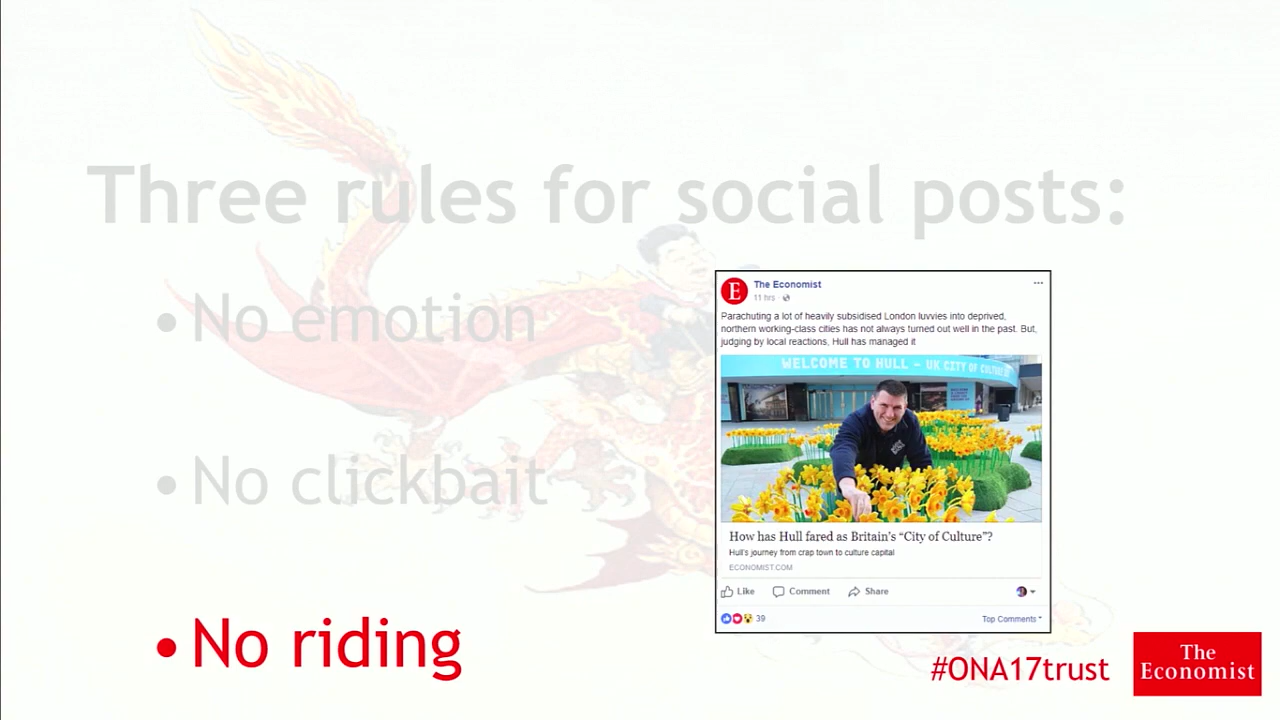 Three rules for social posts:
• No emotion
• No clickbait
• No riding
The Economist
11 hrs
Parachuting a lot of heavily subsidised London luvvies into deprived,
northern working-class cities has not always turned out well in the past. But,
judging by local reactions, Hull has managed it
WELCOME TO HULL – UK CITY OF CULTURE
How has Hull fared as Britain's “City of Culture”?
Hull's journey from crap town to culture capital
ECONOMIST.COM
Like Comment Share
39 Top Comments
#ONA17trust
The
Economist